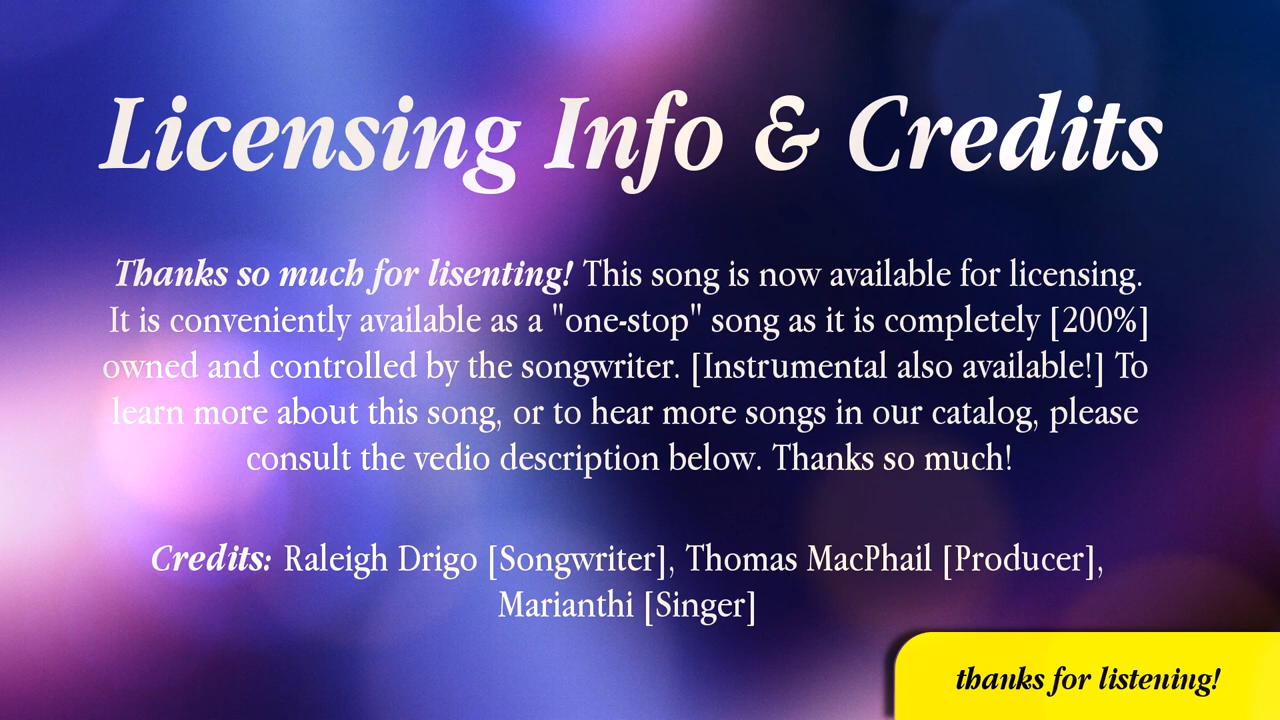 Licensing Info & Credits
Thanks so much for lisenting! This song is now available for licensing.
It is conveniently available as a "one-stop" song as it is completely [200%]
owned and controlled by the songwriter. [Instrumental also available!] To
learn more about this song, or to hear more songs in our catalog, please
consult the vedio description below. Thanks so much!
Credits: Raleigh Drigo [Songwriter], Thomas MacPhail [Producer],
Marianthi [Singer]
thanks for listening!